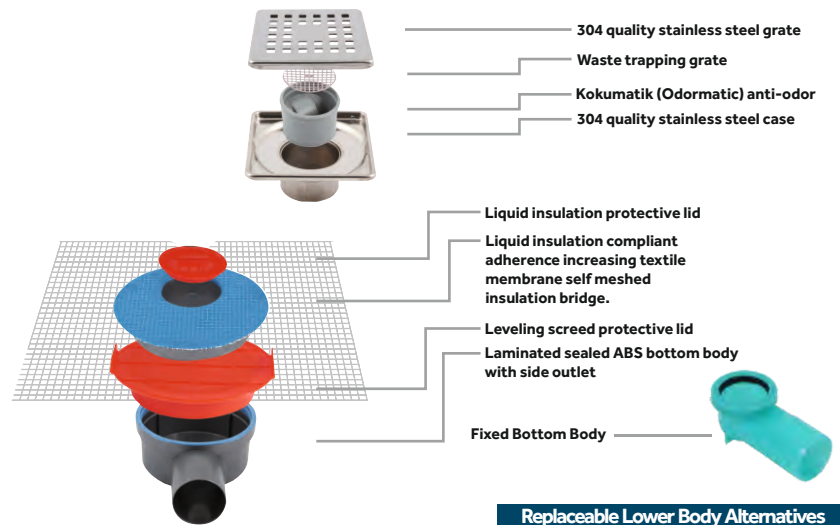 304 quality stainless steel grate
Waste trapping grate
Kokumatik (Odormatic) anti-odor
304 quality stainless steel case
Liquid insulation protective lid
Liquid insulation compliant
adherence increasing textile
membrane self meshed
insulation bridge.
Leveling screed protective lid
Laminated sealed ABS bottom body
with side outlet
Fixed Bottom Body
Replaceable Lower Body Alternatives